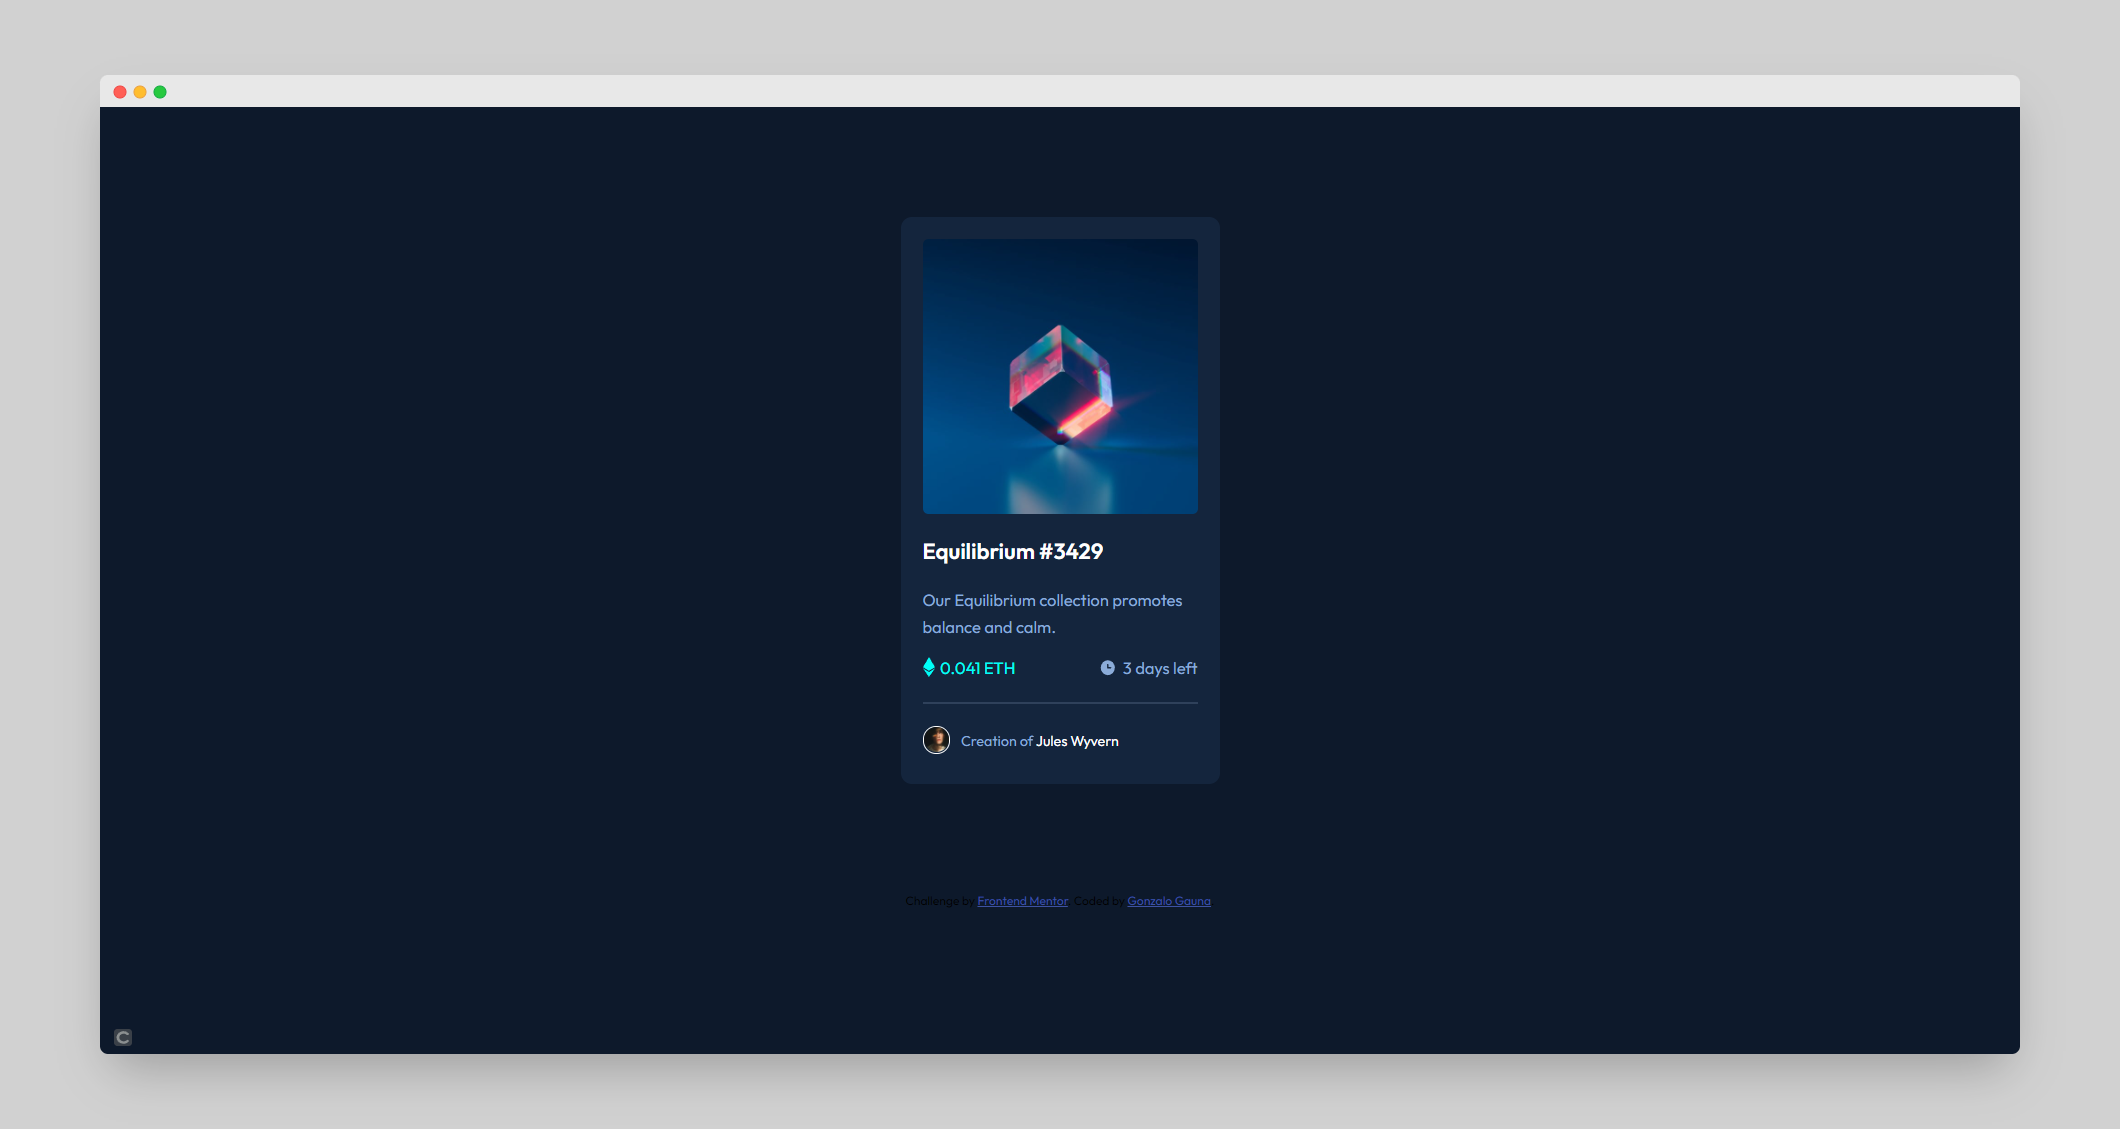 Equilibrium #3429
Our Equilibrium collection promotes
balance and calm.
0.041 ETH 3 days left
Creation of Jules Wyvern
Challenge by Frontend Mentor. Coded by Gonzalo Gauna.
C